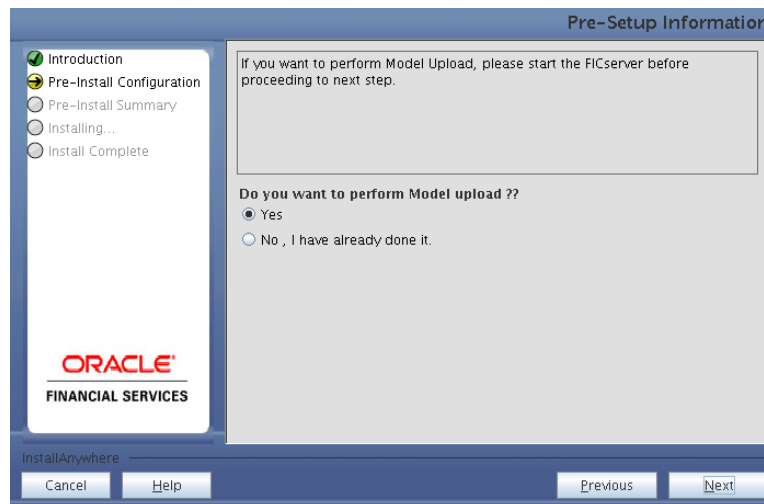 Pre-Setup Information
Introduction
Pre-Install Configuration
Pre-Install Summary
Installing...
Install Complete
If you want to perform Model Upload, please start the FICserver before
proceeding to next step.
Do you want to perform Model upload ??
Yes
No , I have already done it.
ORACLE
FINANCIAL SERVICES
InstallAnywhere
Cancel
Help
Previous
Next